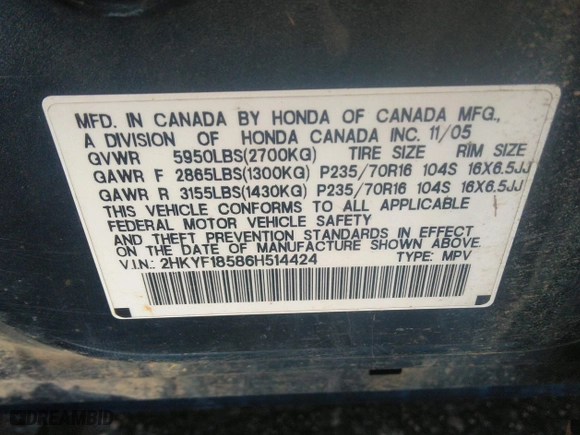 MFD. IN CANADA BY HONDA OF CANADA MFG.,
A DIVISION OF HONDA CANADA INC. 11/05
GVWR 5950LBS(2700KG) TIRE SIZE RIM SIZE
GAWR F 2865LBS(1300KG) P235/70R16 104S 16X6.5JJ
GAWR R 3155LBS(1430KG) P235/70R16 104S 16X6.5JJ
THIS VEHICLE CONFORMS TO ALL APPLICABLE
FEDERAL MOTOR VEHICLE SAFETY
AND THEFT PREVENTION STANDARDS IN EFFECT
ON THE DATE OF MANUFACTURE SHOWN ABOVE.
V.I.N.: 2HKYF18586H514424 TYPE: MPV
DREAMBID